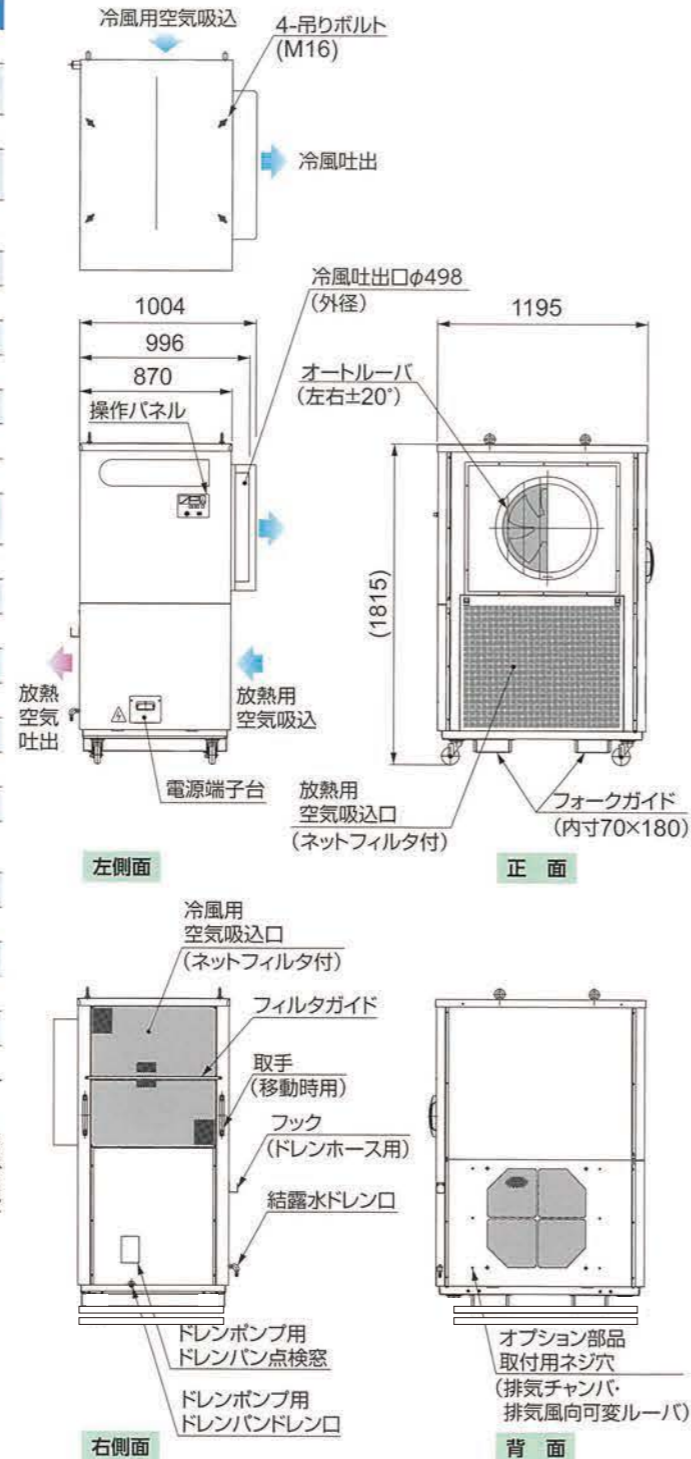 冷風用空気吸込
4-吊りボルト
(M16)
冷風吐出
冷風吐出口φ498
(外径)
1004
996
870
操作パネル
オートルーバ
(左右±20°)
1195
(1815)
放熱
空気
吐出
放熱用
空気吸込
電源端子台
放熱用
空気吸込口
(ネットフィルタ付)
フォークガイド
(内寸70×180)
左側面
正 面
冷風用
空気吸込口
(ネットフィルタ付)
フィルタガイド
取手
(移動時用)
フック
(ドレンホース用)
結露水ドレン口
ドレンポンプ用
ドレンパン点検窓
ドレンポンプ用
ドレンパンドレン口
オプション部品
取付用ネジ穴
(排気チャンバ・
排気風向可変ルーバ)
右側面
背 面